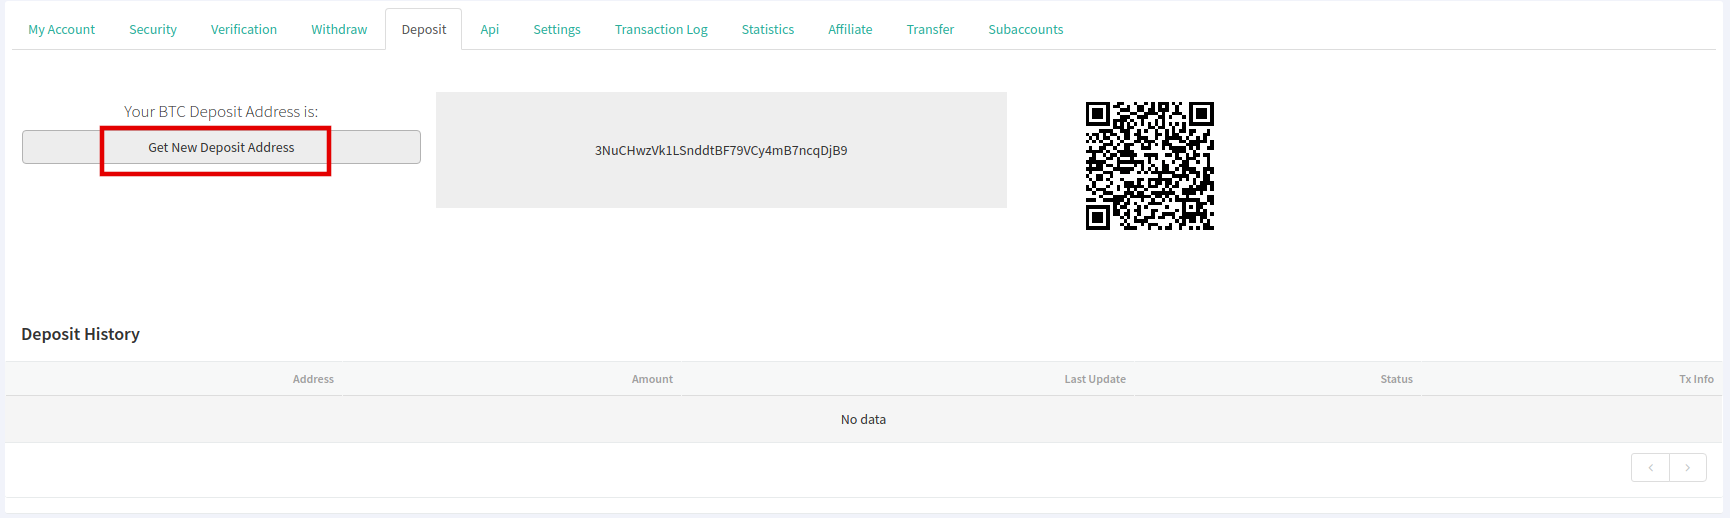 My Account Security Verification Withdraw Deposit Api Settings Transaction Log Statistics Affiliate Transfer Subaccounts
Your BTC Deposit Address is:
Get New Deposit Address
3NuCHwzVk1LSnddtBF79VCy4mB7ncqDjB9
Deposit History
Address Amount Last Update Status Tx Info
No data